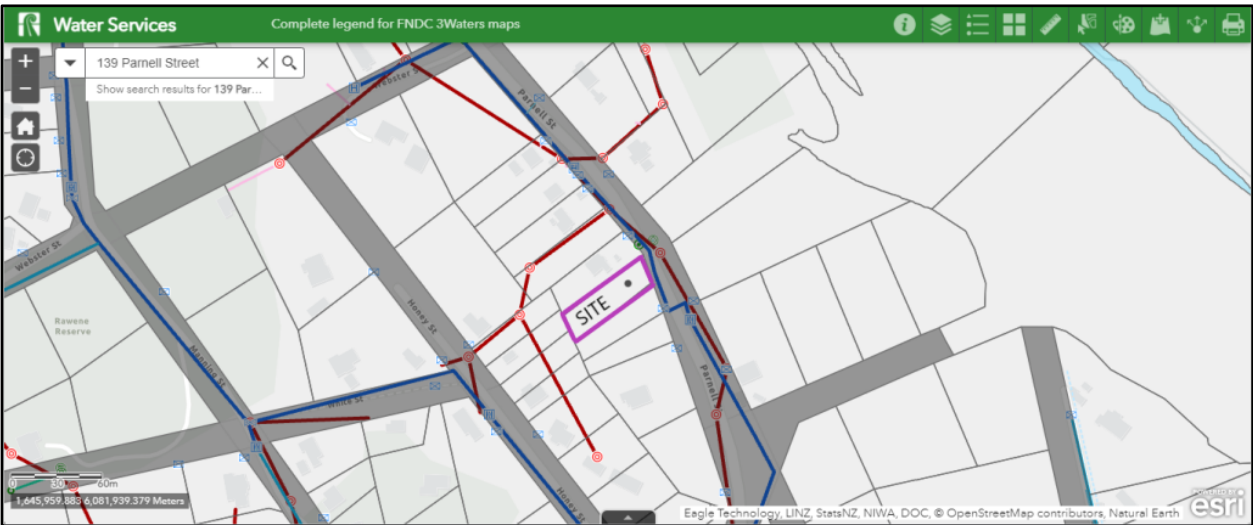 Water Services
Complete legend for FNDC 3Waters maps
139 Parnell Street
Show search results for 139 Par...
Webster St
Parnell St
Webster St
SITE
Rawene
Reserve
Honey St
Manning St
Parnell
White St
Honey St
0 30 60m
1,645,959.883 6,081,939.379 Meters
Eagle Technology, LINZ, StatsNZ, NIWA, DOC, © OpenStreetMap contributors, Natural Earth
POWERED BY
esri